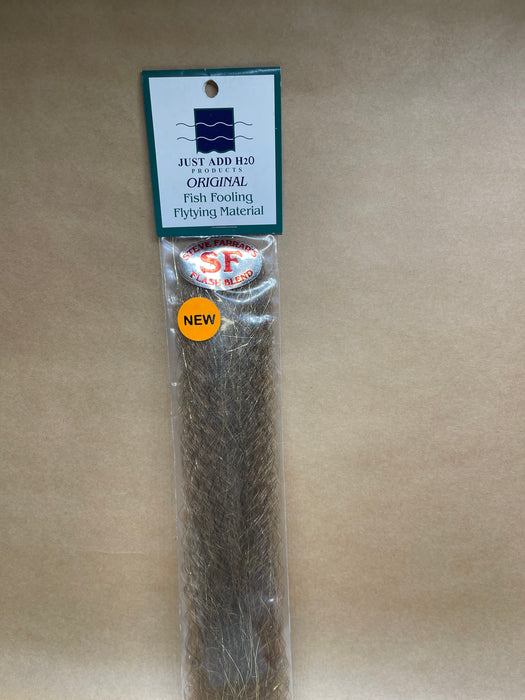 JUST ADD H2O
PRODUCTS
ORIGINAL
Fish Fooling
Flytying Material
STEVE FARRAR'S
SF
FLASH BLEND
NEW